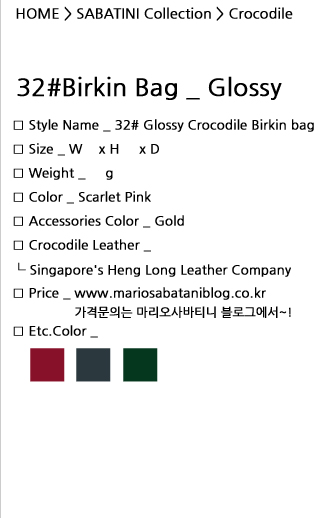 HOME > SABATINI Collection > Crocodile
32#Birkin Bag _ Glossy
□ Style Name _ 32# Glossy Crocodile Birkin bag
□ Size _ W x H x D
□ Weight _ g
□ Color _ Scarlet Pink
□ Accessories Color _ Gold
□ Crocodile Leather _
└ Singapore's Heng Long Leather Company
□ Price _ www.mariosabataniblog.co.kr
가격문의는 마리오사바티니 블로그에서~!
□ Etc.Color _